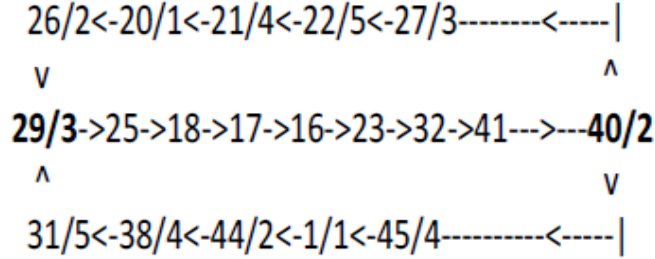 26/2<-20/1<-21/4<-22/5<-27/3--------<-----|
v ^
29/3->25->18->17->16->23->32->41--->---40/2
^ v
31/5<-38/4<-44/2<-1/1<-45/4----------<-----|